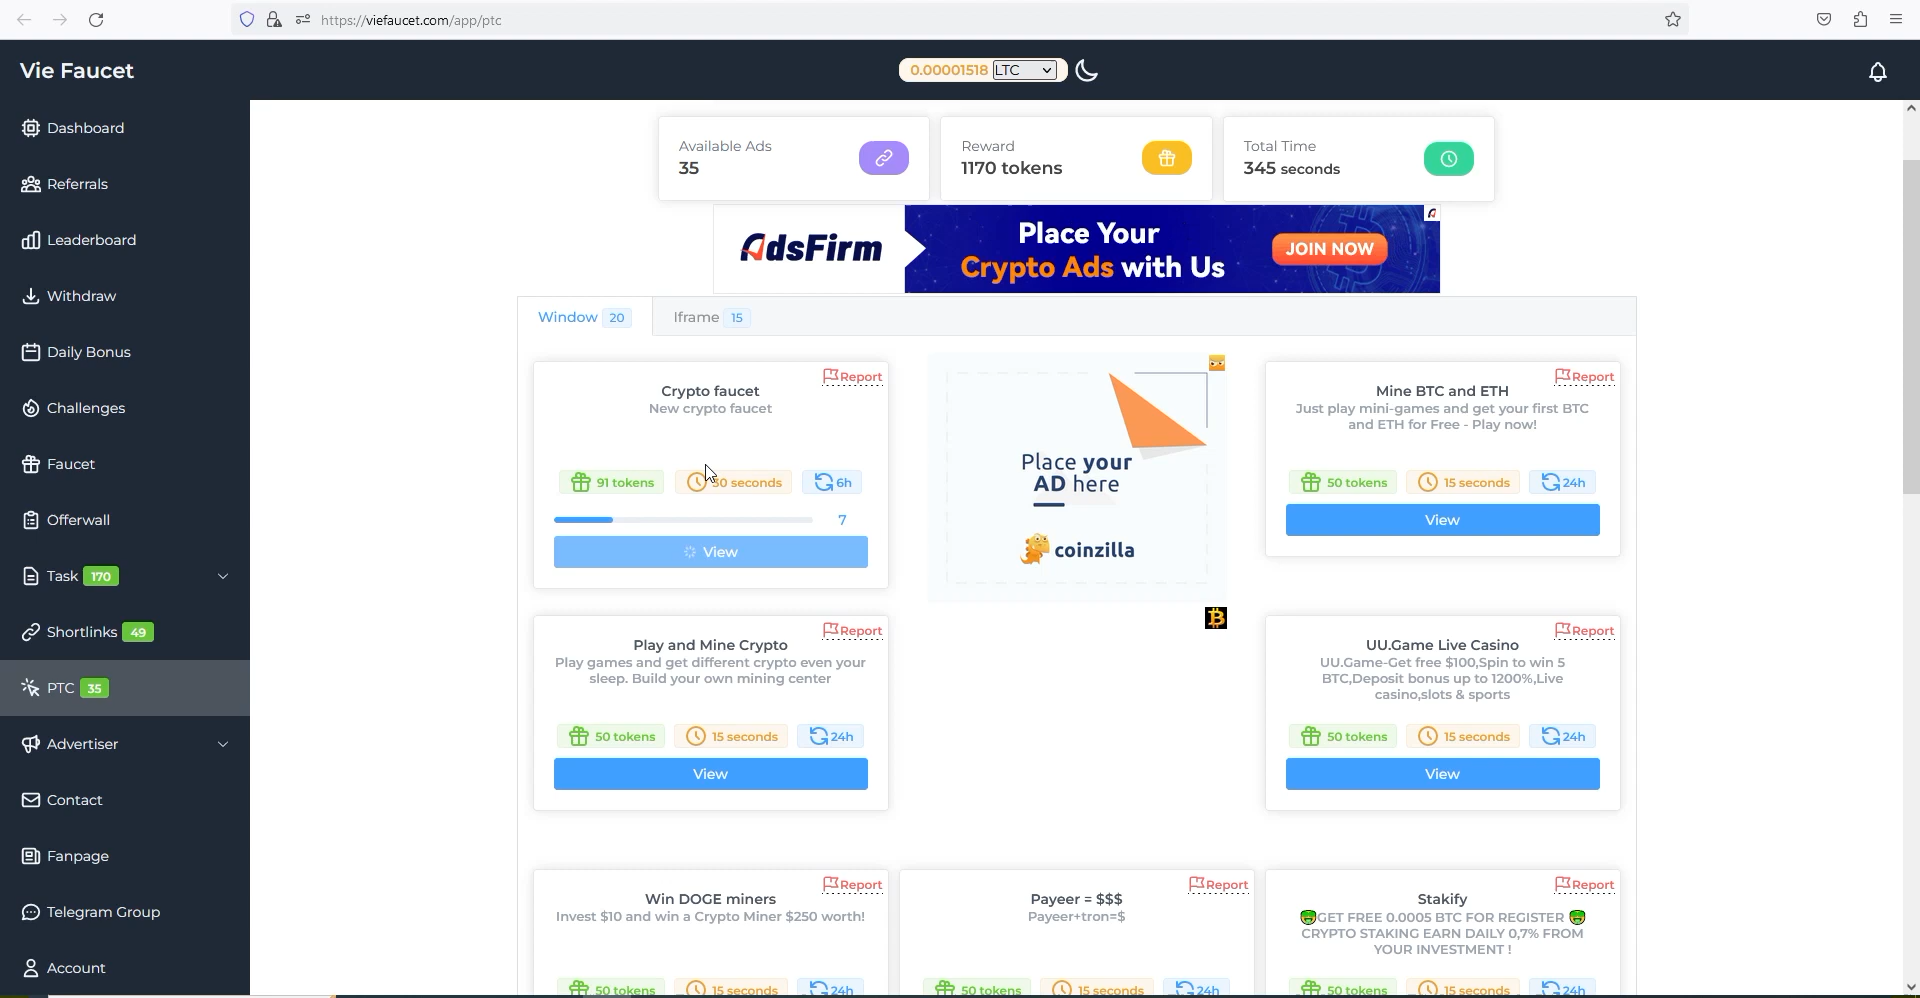 https://viefaucet.com/app/ptc
Vie Faucet
0.00001518 LTC
Dashboard
Referrals
Leaderboard
Withdraw
Daily Bonus
Challenges
Faucet
Offerwall
Task 170
Shortlinks 49
PTC 35
Advertiser
Contact
Fanpage
Telegram Group
Account
Available Ads
35
Reward
1170 tokens
Total Time
345 seconds
AdsFirm
Place Your
Crypto Ads with Us
JOIN NOW
Window 20
Iframe 15
Report
Crypto faucet
New crypto faucet
91 tokens
30 seconds
6h
7
View
Place your
AD here
coinzilla
Report
Mine BTC and ETH
Just play mini-games and get your first BTC
and ETH for Free - Play now!
50 tokens
15 seconds
24h
View
Report
Play and Mine Crypto
Play games and get different crypto even your
sleep. Build your own mining center
50 tokens
15 seconds
24h
View
Report
UU.Game Live Casino
UU.Game-Get free $100,Spin to win 5
BTC,Deposit bonus up to 1200%,Live
casino,slots & sports
50 tokens
15 seconds
24h
View
Report
Win DOGE miners
Invest $10 and win a Crypto Miner $250 worth!
50 tokens
15 seconds
24h
Report
Payeer = $$$
Payeer+tron=$
50 tokens
15 seconds
24h
Report
Stakify
🤑GET FREE 0.0005 BTC FOR REGISTER 🤑
CRYPTO STAKING EARN DAILY 0,7% FROM
YOUR INVESTMENT !
50 tokens
15 seconds
24h